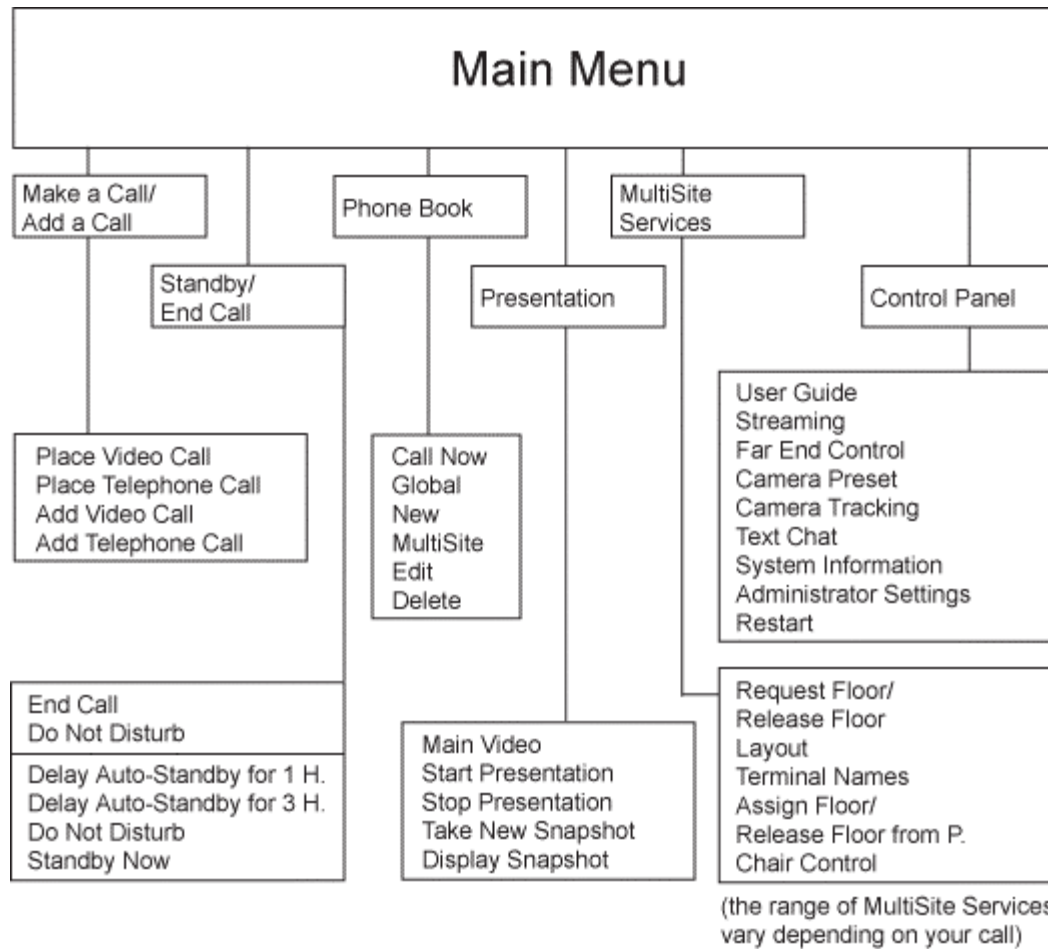 Main Menu
Make a Call/
Add a Call
Phone Book
MultiSite
Services
Standby/
End Call
Presentation
Control Panel
Place Video Call
Place Telephone Call
Add Video Call
Add Telephone Call
Call Now
Global
New
MultiSite
Edit
Delete
User Guide
Streaming
Far End Control
Camera Preset
Camera Tracking
Text Chat
System Information
Administrator Settings
Restart
End Call
Do Not Disturb
Delay Auto-Standby for 1 H.
Delay Auto-Standby for 3 H.
Do Not Disturb
Standby Now
Main Video
Start Presentation
Stop Presentation
Take New Snapshot
Display Snapshot
Request Floor/
Release Floor
Layout
Terminal Names
Assign Floor/
Release Floor from P.
Chair Control
(the range of MultiSite Services
vary depending on your call)